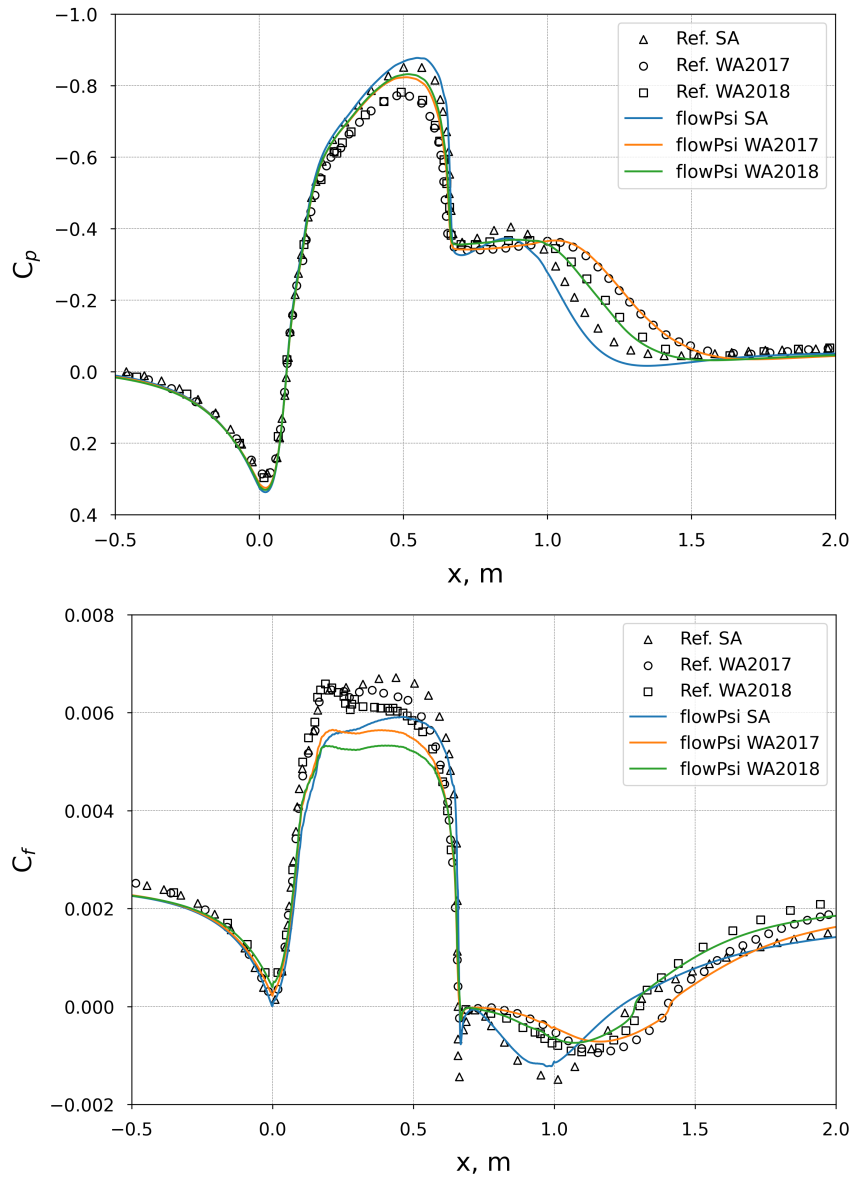 −1.0
−0.8
−0.6
−0.4
−0.2
0.0
0.2
0.4
Cp
Ref. SA
Ref. WA2017
Ref. WA2018
flowPsi SA
flowPsi WA2017
flowPsi WA2018
−0.5 0.0 0.5 1.0 1.5 2.0
x, m
0.008
0.006
0.004
0.002
0.000
−0.002
Cf
Ref. SA
Ref. WA2017
Ref. WA2018
flowPsi SA
flowPsi WA2017
flowPsi WA2018
−0.5 0.0 0.5 1.0 1.5 2.0
x, m